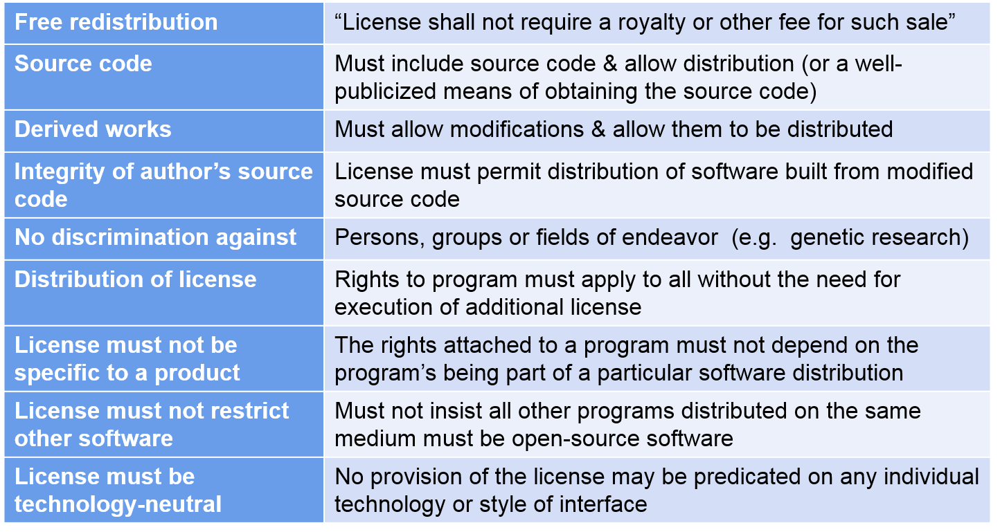 Free redistribution
“License shall not require a royalty or other fee for such sale”
Source code
Must include source code & allow distribution (or a well-
publicized means of obtaining the source code)
Derived works
Must allow modifications & allow them to be distributed
Integrity of author’s source
code
License must permit distribution of software built from modified
source code
No discrimination against
Persons, groups or fields of endeavor  (e.g.  genetic research)
Distribution of license
Rights to program must apply to all without the need for
execution of additional license
License must not be
specific to a product
The rights attached to a program must not depend on the
program’s being part of a particular software distribution
License must not restrict
other software
Must not insist all other programs distributed on the same
medium must be open-source software
License must be
technology-neutral
No provision of the license may be predicated on any individual
technology or style of interface